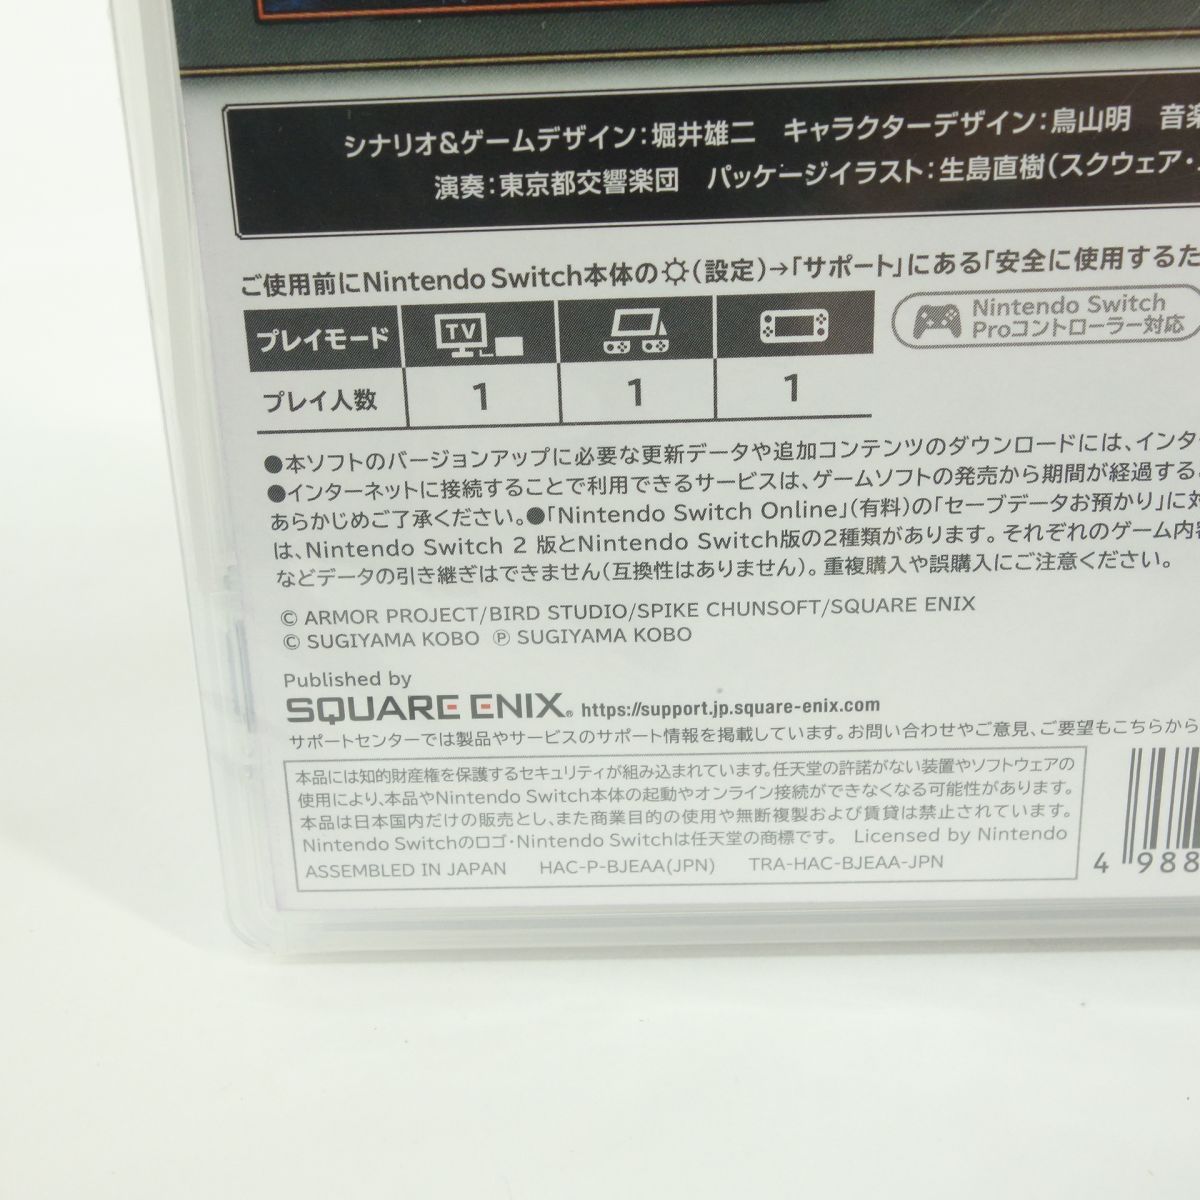 シナリオ&ゲームデザイン:堀井雄二 キャラクターデザイン:鳥山明 音楽
演奏:東京都交響楽団 パッケージイラスト:生島直樹(スクウェア・
ご使用前にNintendo Switch本体の(設定)→「サポート」にある「安全に使用するた
プレイモード TV
Nintendo Switch
Proコントローラー対応
プレイ人数 1 1 1
●本ソフトのバージョンアップに必要な更新データや追加コンテンツのダウンロードには、インター
●インターネットに接続することで利用できるサービスは、ゲームソフトの発売から期間が経過する
あらかじめご了承ください。●「Nintendo Switch Online」(有料)の「セーブデータお預かり」に対
は、Nintendo Switch 2 版とNintendo Switch版の2種類があります。それぞれのゲーム内容
などデータの引き継ぎはできません(互換性はありません)。重複購入や誤購入にご注意ください。
© ARMOR PROJECT/BIRD STUDIO/SPIKE CHUNSOFT/SQUARE ENIX
© SUGIYAMA KOBO ℗ SUGIYAMA KOBO
Published by
SQUARE ENIX® https://support.jp.square-enix.com
サポートセンターでは製品やサービスのサポート情報を掲載しています。お問い合わせやご意見、ご要望もこちらから
本品には知的財産権を保護するセキュリティが組み込まれています。任天堂の許諾がない装置やソフトウェアの
使用により、本品やNintendo Switch本体の起動やオンライン接続ができなくなる可能性があります。
本品は日本国内だけの販売とし、また商業目的の使用や無断複製および賃貸は禁止されています。
Nintendo Switchのロゴ・Nintendo Switchは任天堂の商標です。 Licensed by Nintendo
ASSEMBLED IN JAPAN HAC-P-BJEAA(JPN) TRA-HAC-BJEAA-JPN
4 988